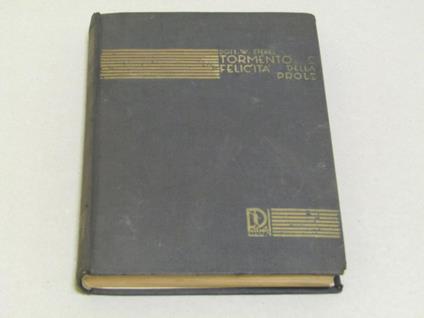 DOTT. W. STEKEL
TORMENTO E
FELICITA' DELLA
PROLE